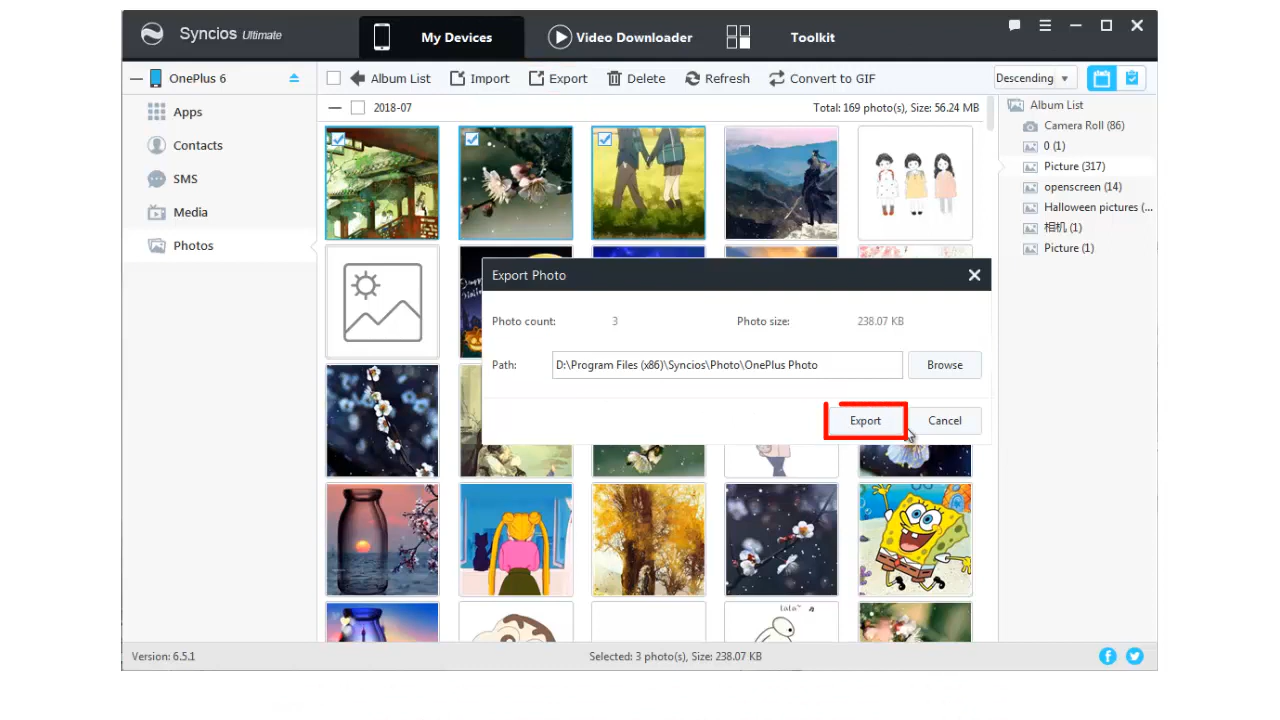 Syncios Ultimate
My Devices
Video Downloader
Toolkit
OnePlus 6
Album List
Import
Export
Delete
Refresh
Convert to GIF
Descending
Apps
Contacts
SMS
Media
Photos
2018-07
Total: 169 photo(s), Size: 56.24 MB
Album List
Camera Roll (86)
0 (1)
Picture (317)
openscreen (14)
Halloween pictures (...
相机 (1)
Picture (1)
Export Photo
Photo count:
3
Photo size:
238.07 KB
Path:
D:\Program Files (x86)\Syncios\Photo\OnePlus Photo
Browse
Export
Cancel
lala~
Version: 6.5.1
Selected: 3 photo(s), Size: 238.07 KB